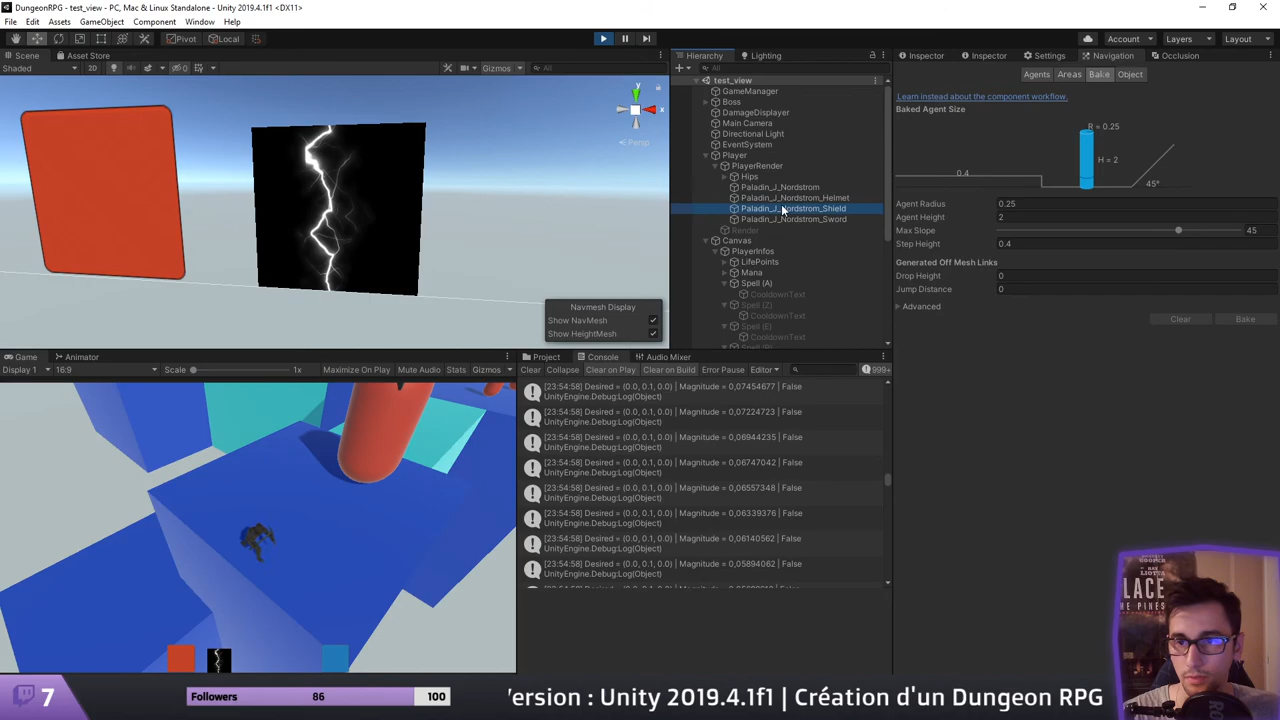 DungeonRPG - test_view - PC, Mac & Linux Standalone - Unity 2019.4.1f1 <DX11>
File Edit Assets GameObject Component Window Help
Pivot Local Account Layers Layout
Scene Asset Store
Shaded 2D 0 Gizmos All
y
x
Persp
Navmesh Display
Show NavMesh
Show HeightMesh
Hierarchy Lighting
All
test_view
GameManager
Boss
DamageDisplayer
Main Camera
Directional Light
EventSystem
Player
PlayerRender
Hips
Paladin_J_Nordstrom
Paladin_J_Nordstrom_Helmet
Paladin_J_Nordstrom_Shield
Paladin_J_Nordstrom_Sword
Render
Canvas
PlayerInfos
LifePoints
Mana
Spell (A)
CooldownText
Spell (Z)
CooldownText
Spell (E)
CooldownText
Inspector Inspector Settings Navigation Occlusion
Agents Areas Bake Object
Learn instead about the component workflow.
Baked Agent Size
R = 0.25
H = 2
0.4
45°
Agent Radius 0.25
Agent Height 2
Max Slope 45
Step Height 0.4
Generated Off Mesh Links
Drop Height 0
Jump Distance 0
Advanced
Clear Bake
Game Animator
Display 1 16:9 Scale 1x Maximize On Play Mute Audio Stats Gizmos
Project Console Audio Mixer
Clear Collapse Clear on Play Clear on Build Error Pause Editor 999+
[23:54:58] Desired = (0.0, 0.1, 0.0) | Magnitude = 0,07454677 | False
UnityEngine.Debug:Log(Object)
[23:54:58] Desired = (0.0, 0.1, 0.0) | Magnitude = 0,07224723 | False
UnityEngine.Debug:Log(Object)
[23:54:58] Desired = (0.0, 0.1, 0.0) | Magnitude = 0,06944235 | False
UnityEngine.Debug:Log(Object)
[23:54:58] Desired = (0.0, 0.1, 0.0) | Magnitude = 0,06747042 | False
UnityEngine.Debug:Log(Object)
[23:54:58] Desired = (0.0, 0.1, 0.0) | Magnitude = 0,06557348 | False
UnityEngine.Debug:Log(Object)
[23:54:58] Desired = (0.0, 0.1, 0.0) | Magnitude = 0,06339376 | False
UnityEngine.Debug:Log(Object)
[23:54:58] Desired = (0.0, 0.1, 0.0) | Magnitude = 0,06140562 | False
UnityEngine.Debug:Log(Object)
[23:54:58] Desired = (0.0, 0.1, 0.0) | Magnitude = 0,05894062 | False
UnityEngine.Debug:Log(Object)
COOPER
RAY
LIOTTA
LACE
THE PINES
7 Followers 86 100 Version : Unity 2019.4.1f1 | Création d'un Dungeon RPG